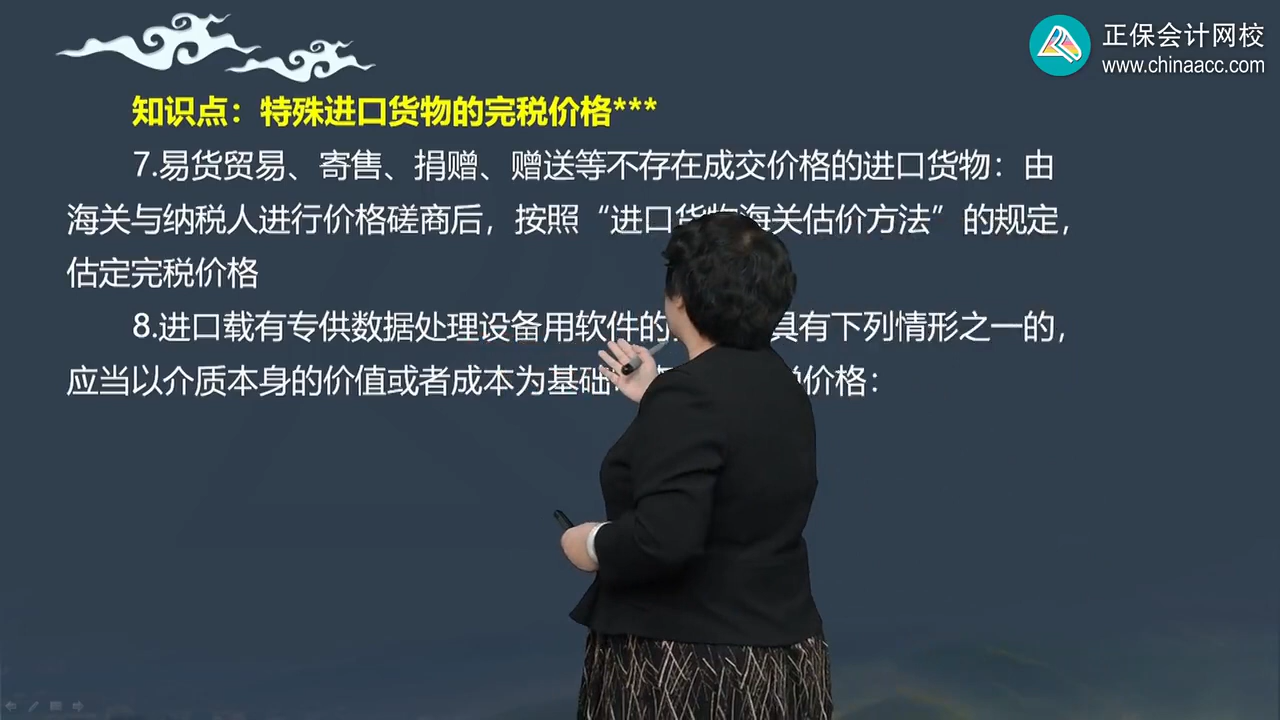 正保会计网校
www.chinaacc.com
知识点：特殊进口货物的完税价格***
7.易货贸易、寄售、捐赠、赠送等不存在成交价格的进口货物：由
海关与纳税人进行价格磋商后，按照“进口货物海关估价方法”的规定，
估定完税价格
8.进口载有专供数据处理设备用软件的 具有下列情形之一的，
应当以介质本身的价值或者成本为基础 价格：